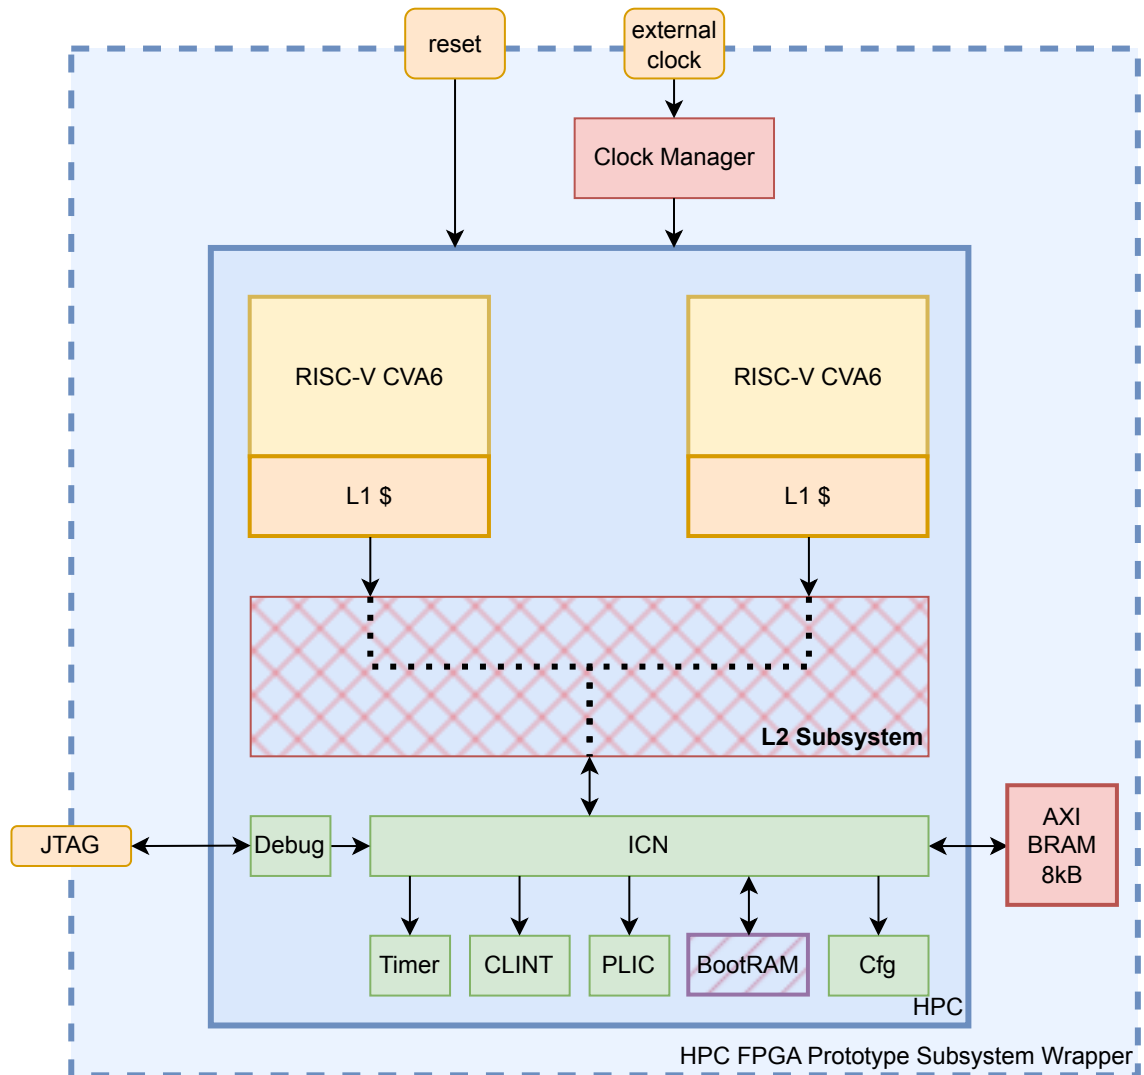 reset
external
clock
Clock Manager
RISC-V CVA6
RISC-V CVA6
L1 $
L1 $
L2 Subsystem
JTAG
Debug
ICN
AXI
BRAM
8kB
Timer
CLINT
PLIC
BootRAM
Cfg
HPC
HPC FPGA Prototype Subsystem Wrapper